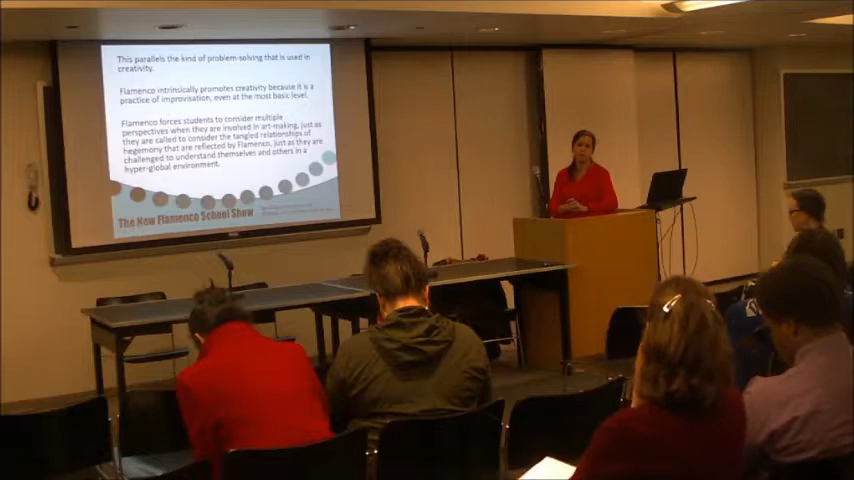 This parallels the kind of problem-solving that is used in
creativity.
Flamenco intrinsically promotes creativity because it is a
practice of improvisation, even at the most basic level.
Flamenco forces students to consider multiple
perspectives when they are involved in art-making, just as
they are called to consider the tangled relationships of
hegemony that are reflected by Flamenco, just as they are
challenged to understand themselves and others in a
hyper-global environment.
The New Flamenco School Show